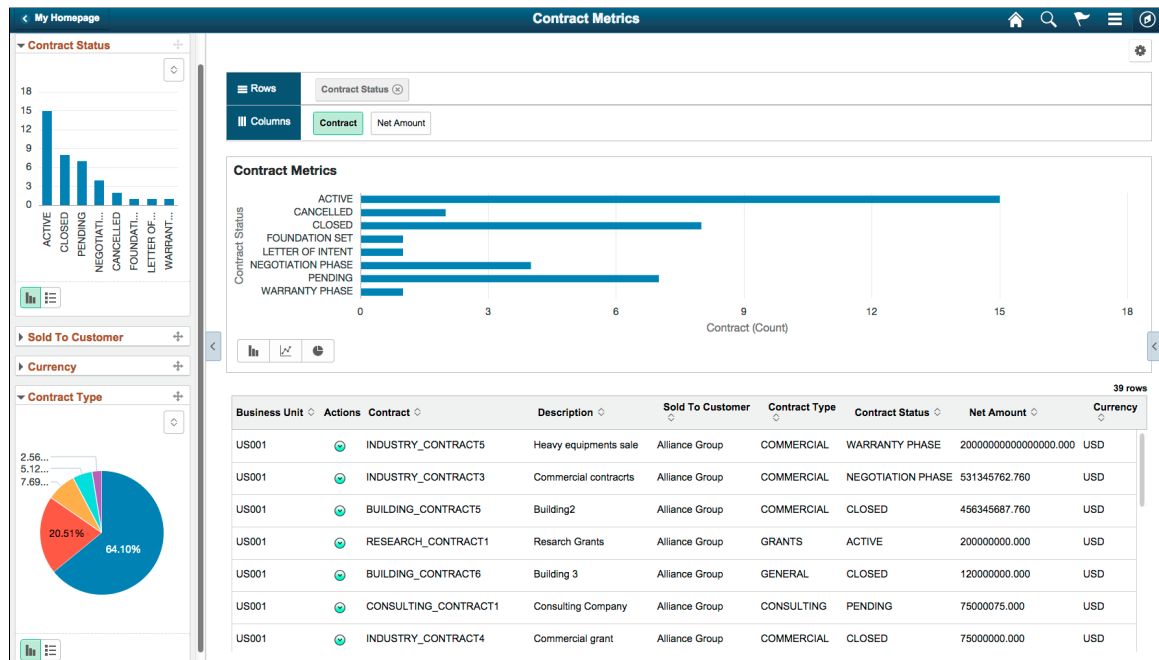 My Homepage
Contract Metrics
Contract Status
18
15
12
9
6
3
0
ACTIVE
CLOSED
PENDING
NEGOTIATI...
CANCELLED
FOUNDATI...
LETTER OF...
WARRANT...
Sold To Customer
Currency
Contract Type
2.56...
5.12...
7.69...
20.51%
64.10%
Rows
Contract Status
Columns
Contract Net Amount
Contract Metrics
Contract Status
ACTIVE
CANCELLED
CLOSED
FOUNDATION SET
LETTER OF INTENT
NEGOTIATION PHASE
PENDING
WARRANTY PHASE
0 3 6 9 12 15 18
Contract (Count)
39 rows
Business Unit Actions Contract Description Sold To Customer Contract Type Contract Status Net Amount Currency
US001 INDUSTRY_CONTRACT5 Heavy equipments sale Alliance Group COMMERCIAL WARRANTY PHASE 2000000000000000.000 USD
US001 INDUSTRY_CONTRACT3 Commercial contracrts Alliance Group COMMERCIAL NEGOTIATION PHASE 531345762.760 USD
US001 BUILDING_CONTRACT5 Building2 Alliance Group COMMERCIAL CLOSED 456345687.760 USD
US001 RESEARCH_CONTRACT1 Resarch Grants Alliance Group GRANTS ACTIVE 200000000.000 USD
US001 BUILDING_CONTRACT6 Building 3 Alliance Group GENERAL CLOSED 120000000.000 USD
US001 CONSULTING_CONTRACT1 Consulting Company Alliance Group CONSULTING PENDING 75000075.000 USD
US001 INDUSTRY_CONTRACT4 Commercial grant Alliance Group COMMERCIAL CLOSED 75000000.000 USD